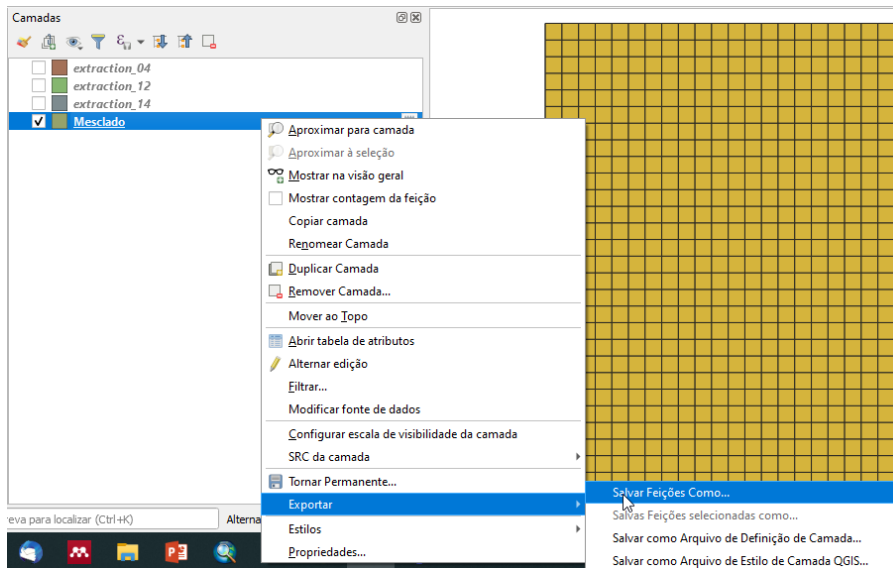 Camadas
extraction_04
extraction_12
extraction_14
Mesclado
Aproximar para camada
Aproximar à seleção
Mostrar na visão geral
Mostrar contagem da feição
Copiar camada
Renomear Camada
Duplicar Camada
Remover Camada...
Mover ao Topo
Abrir tabela de atributos
Alternar edição
Filtrar...
Modificar fonte de dados
Configurar escala de visibilidade da camada
SRC da camada
Tornar Permanente...
Exportar
Estilos
Propriedades...
Salvar Feições Como...
Salvas Feições selecionadas como...
Salvar como Arquivo de Definição de Camada...
Salvar como Arquivo de Estilo de Camada QGIS...
reva para localizar (Ctrl+K)
Alterna